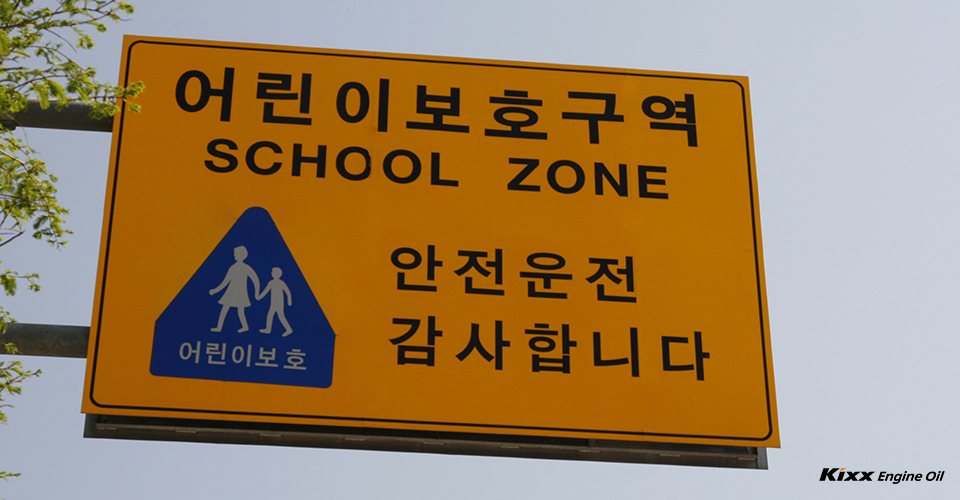 어린이보호구역
SCHOOL ZONE
안전운전
감사합니다
어린이보호
Kixx Engine Oil